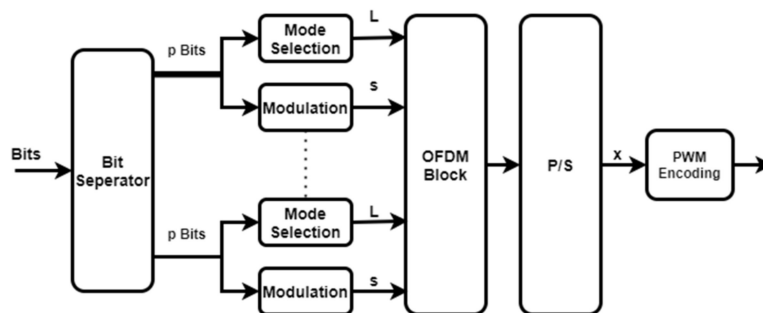 Bits
Bit
Seperator
p Bits
Mode
Selection
L
Modulation
s
p Bits
Mode
Selection
L
Modulation
s
OFDM
Block
P/S
x
PWM
Encoding